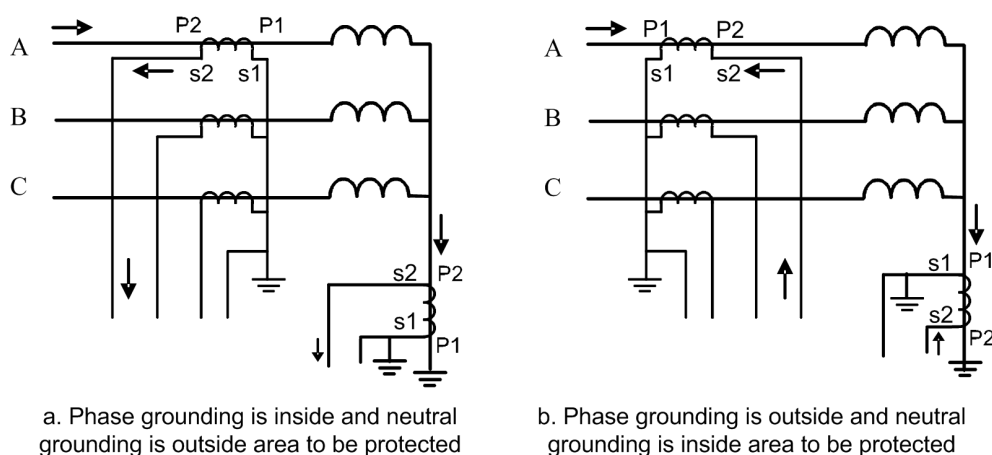 P2 P1
A
s2 s1
B
C
s2 P2
s1
P1
a. Phase grounding is inside and neutral
grounding is outside area to be protected
P1 P2
A
s1 s2
B
C
s1 P1
s2
P2
b. Phase grounding is outside and neutral
grounding is inside area to be protected